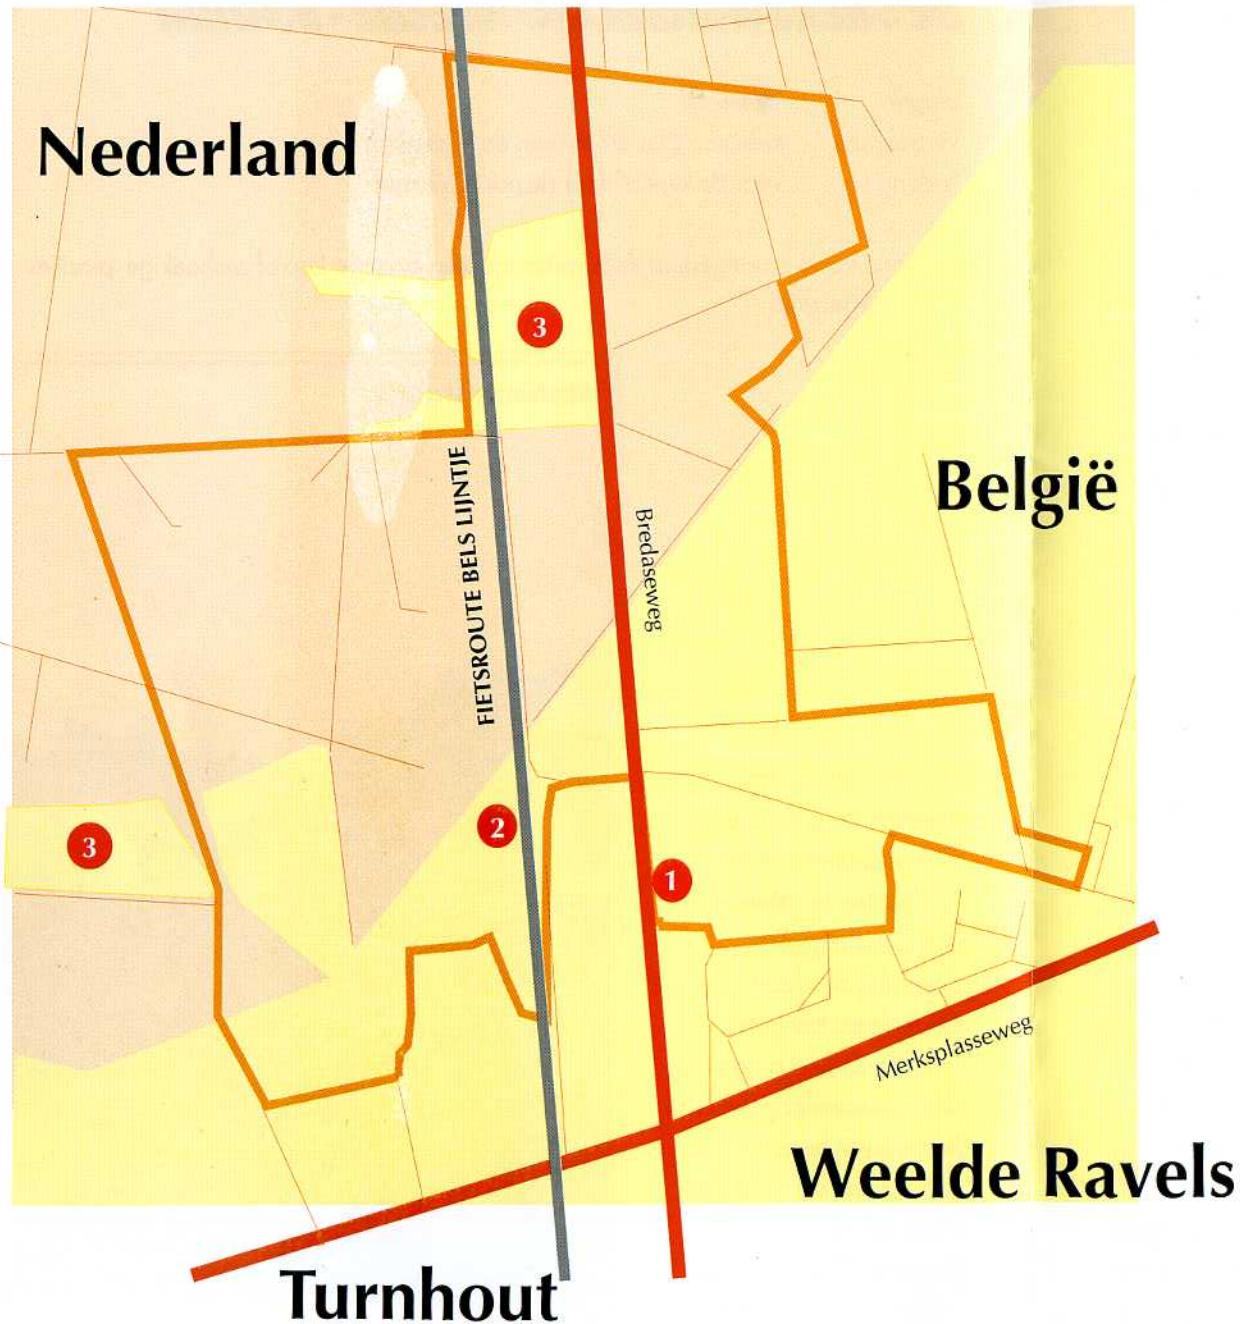 Nederland
3
België
FIETSROUTE BELS LIJNTJE
Bredaseweg
2
3
1
Merksplasseweg
Weelde Ravels
Turnhout